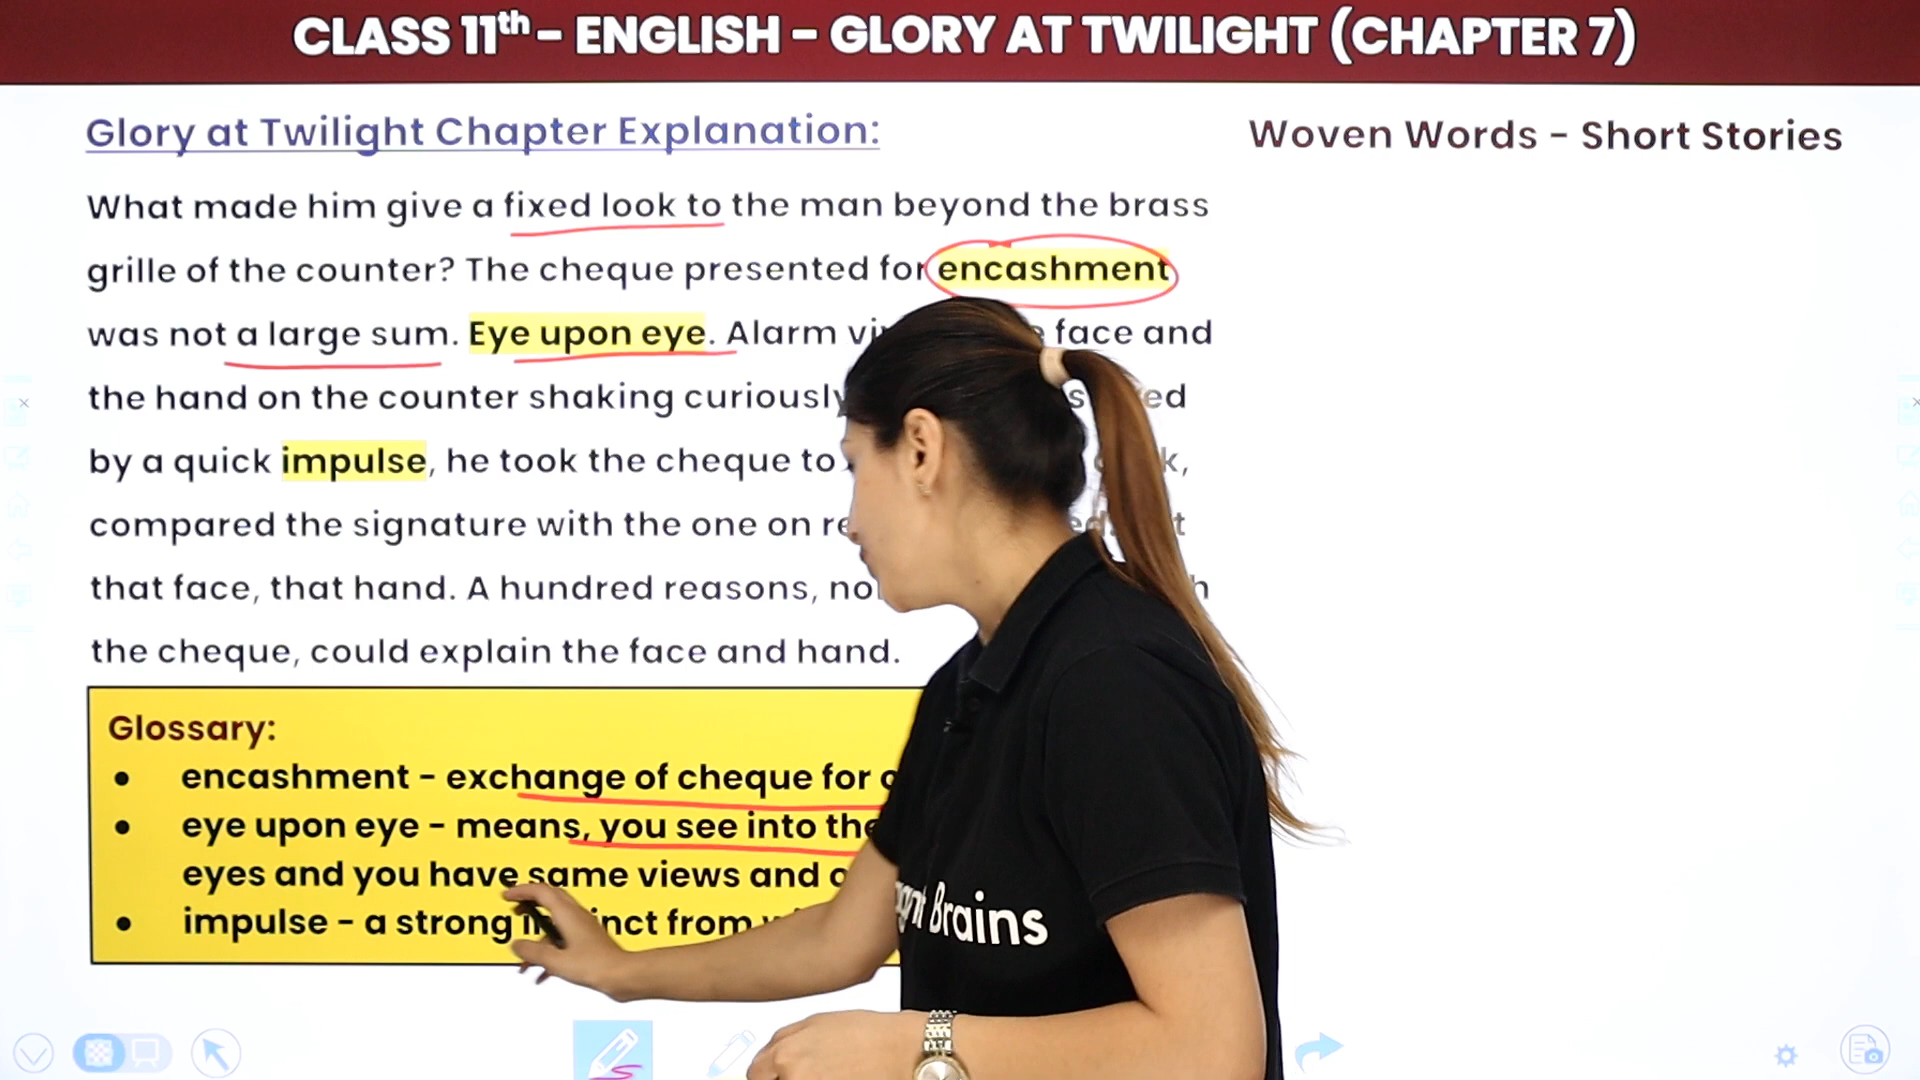 CLASS 11th - ENGLISH - GLORY AT TWILIGHT (CHAPTER 7)
Glory at Twilight Chapter Explanation:
Woven Words - Short Stories
What made him give a fixed look to the man beyond the brass
grille of the counter? The cheque presented for encashment
was not a large sum. Eye upon eye. Alarm face and
the hand on the counter shaking curiously
by a quick impulse, he took the cheque to
compared the signature with the one on
that face, that hand. A hundred reasons,
the cheque, could explain the face and hand.
Glossary:
• encashment - exchange of cheque for
• eye upon eye - means, you see into the
eyes and you have same views and
• impulse - a strong from
Brains